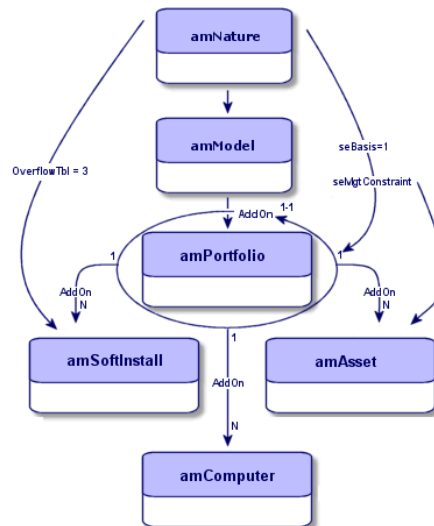 amNature
amModel
seBasis=1
OverflowTbl = 3
seMgtConstraint
1-1
AddOn
amPortfolio
1
1
AddOn
N
AddOn
N
1
amSoftInstall
amAsset
AddOn
N
amComputer